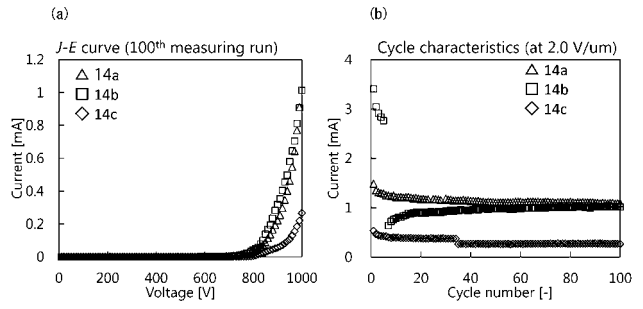 (a)
J-E curve (100th measuring run)
△ 14a
□ 14b
◇ 14c
Current [mA]
1.2
1
0.8
0.6
0.4
0.2
0
0 200 400 600 800 1000
Voltage [V]
(b)
Cycle characteristics (at 2.0 V/um)
△ 14a
□ 14b
◇ 14c
Current [mA]
4
3
2
1
0
0 20 40 60 80 100
Cycle number [-]